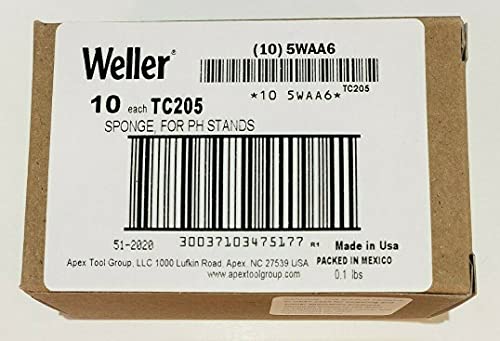 Weller®
(10) 5WAA6
*10 5WAA6*
TC205
10 each TC205
SPONGE, FOR PH STANDS
51-2020
30037103475177
R1
Made in Usa
Apex Tool Group, LLC 1000 Lufkin Road, Apex, NC 27539 USA
PACKED IN MEXICO
www.apextoolgroup.com
0.1 lbs